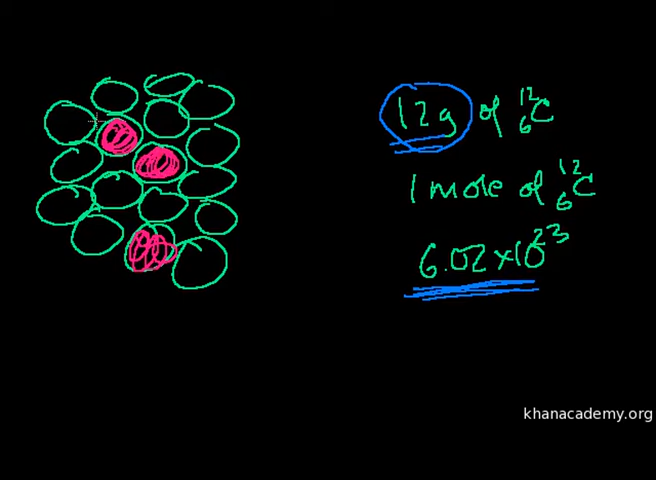 12g of ¹²₆C
1 mole of ¹²₆C
6.02×10²³
khanacademy.org